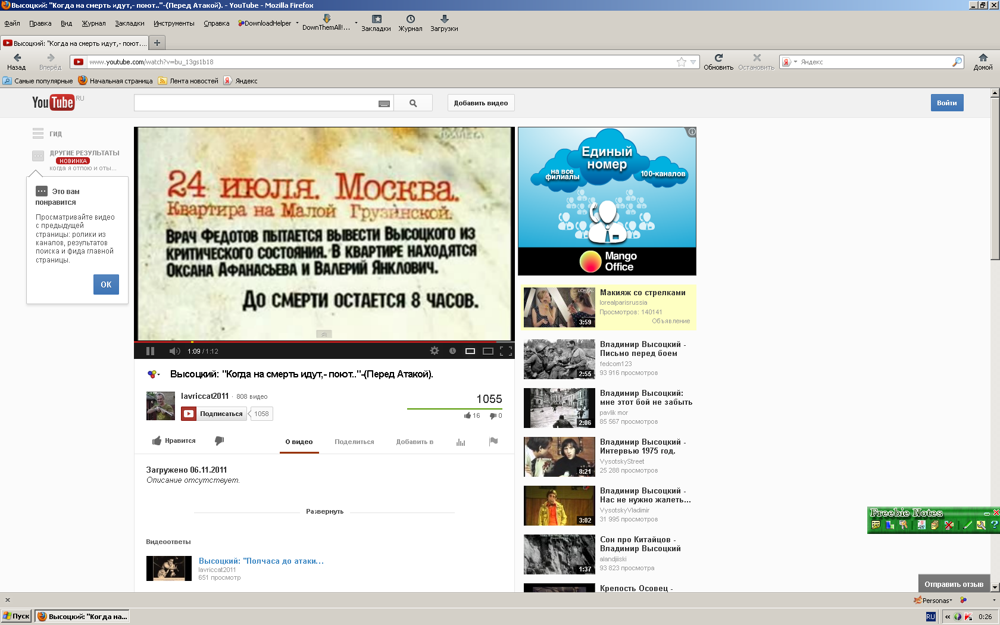 Высоцкий: "Когда на смерть идут,- поют.."-(Перед Атакой). - YouTube - Mozilla Firefox
Файл Правка Вид Журнал Закладки Инструменты Справка DownloadHelper DownThemAll!... Закладки Журнал Загрузки
Высоцкий: "Когда на смерть идут,- поют....
Назад Вперёд www.youtube.com/watch?v=bu_13gs1b18 Обновить Остановить Яндекс Домой
Самые популярные Начальная страница Лента новостей Яндекс
YouTube RU Добавить видео Войти
ГИД
ДРУГИЕ РЕЗУЛЬТАТЫ
НОВИНКА
когда я отпою и оты...
Это вам
понравится
Просматривайте видео
с предыдущей
страницы: ролики из
каналов, результатов
поиска и фида главной
страницы.
ОК
24 июля. Москва.
Квартира на Малой Грузинской.
Врач Федотов пытается вывести Высоцкого из
критического состояния. В квартире находятся
Оксана Афанасьева и Валерий Янклович.
До смерти остается 8 часов.
1:09 / 1:12
Высоцкий: "Когда на смерть идут,- поют.."-(Перед Атакой).
lavriccat2011 · 808 видео
Подписаться 1058
1055
16 0
Нравится О видео Поделиться Добавить в
Загружено 06.11.2011
Описание отсутствует.
Развернуть
Видеоответы
Высоцкий: "Полчаса до атаки...
lavriccat2011
651 просмотр
Единый
номер
на все
филиалы
100-каналов
Mango
Office
Макияж со стрелками
lorealparisrussia
Просмотров: 140141
Объявление
3:59
Владимир Высоцкий -
Письмо перед боем
fedcom123
93 916 просмотров
2:55
Владимир Высоцкий:
мне этот бой не забыть
pavlik mor
85 567 просмотров
2:06
Владимир Высоцкий -
Интервью 1975 год.
VysotskyStreet
25 288 просмотров
8:21
Владимир Высоцкий -
Нас не нужно жалеть...
VysotskyVladimir
31 995 просмотров
3:02
Сон про Китайцов -
Владимир Высоцкий
alandjiiski
93 823 просмотра
1:37
Крепость Осовец -
Freebie Notes
Отправить отзыв
Personas
Пуск Высоцкий: "Когда на... RU 0:26